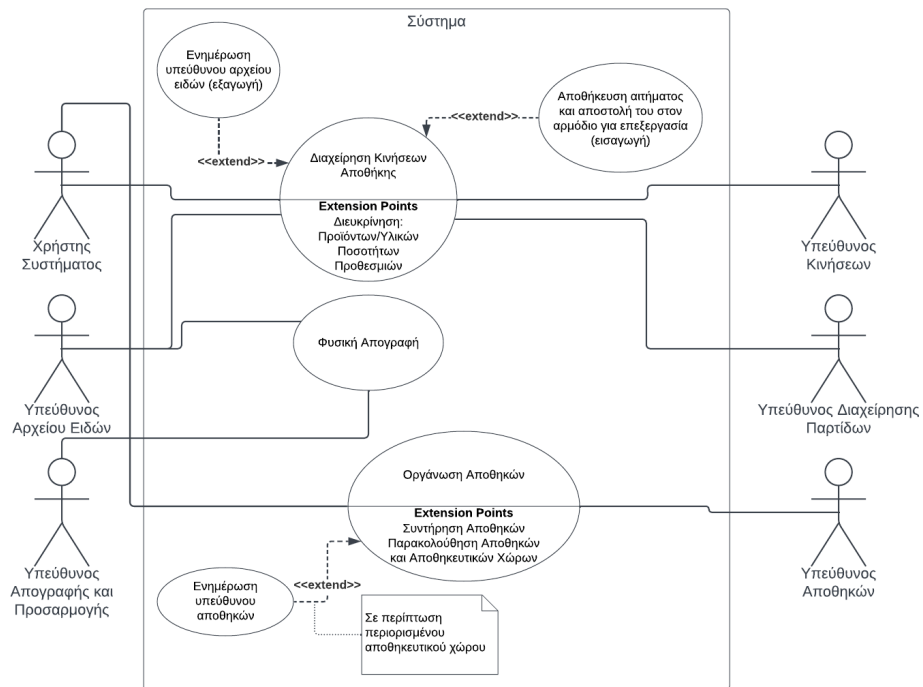 Σύστημα
Ενημέρωση
υπεύθυνου αρχείου
ειδών (εξαγωγή)
<<extend>>
Αποθήκευση αιτήματος
και αποστολή του στον
αρμόδιο για επεξεργασία
(εισαγωγή)
<<extend>>
Διαχείρηση Κινήσεων
Αποθήκης
Extension Points
Διευκρίνηση:
Προϊόντων/Υλικών
Ποσοτήτων
Προθεσμιών
Χρήστης
Συστήματος
Υπεύθυνος
Κινήσεων
Φυσική Απογραφή
Υπεύθυνος
Αρχείου Ειδών
Υπεύθυνος Διαχείρησης
Παρτίδων
Οργάνωση Αποθηκών
Extension Points
Συντήρηση Αποθηκών
Παρακολούθηση Αποθηκών
και Αποθηκευτικών Χώρων
Υπεύθυνος
Απογραφής και
Προσαρμογής
Υπεύθυνος
Αποθηκών
<<extend>>
Ενημέρωση
υπεύθυνου
αποθηκών
Σε περίπτωση
περιορισμένου
αποθηκευτικού χώρου